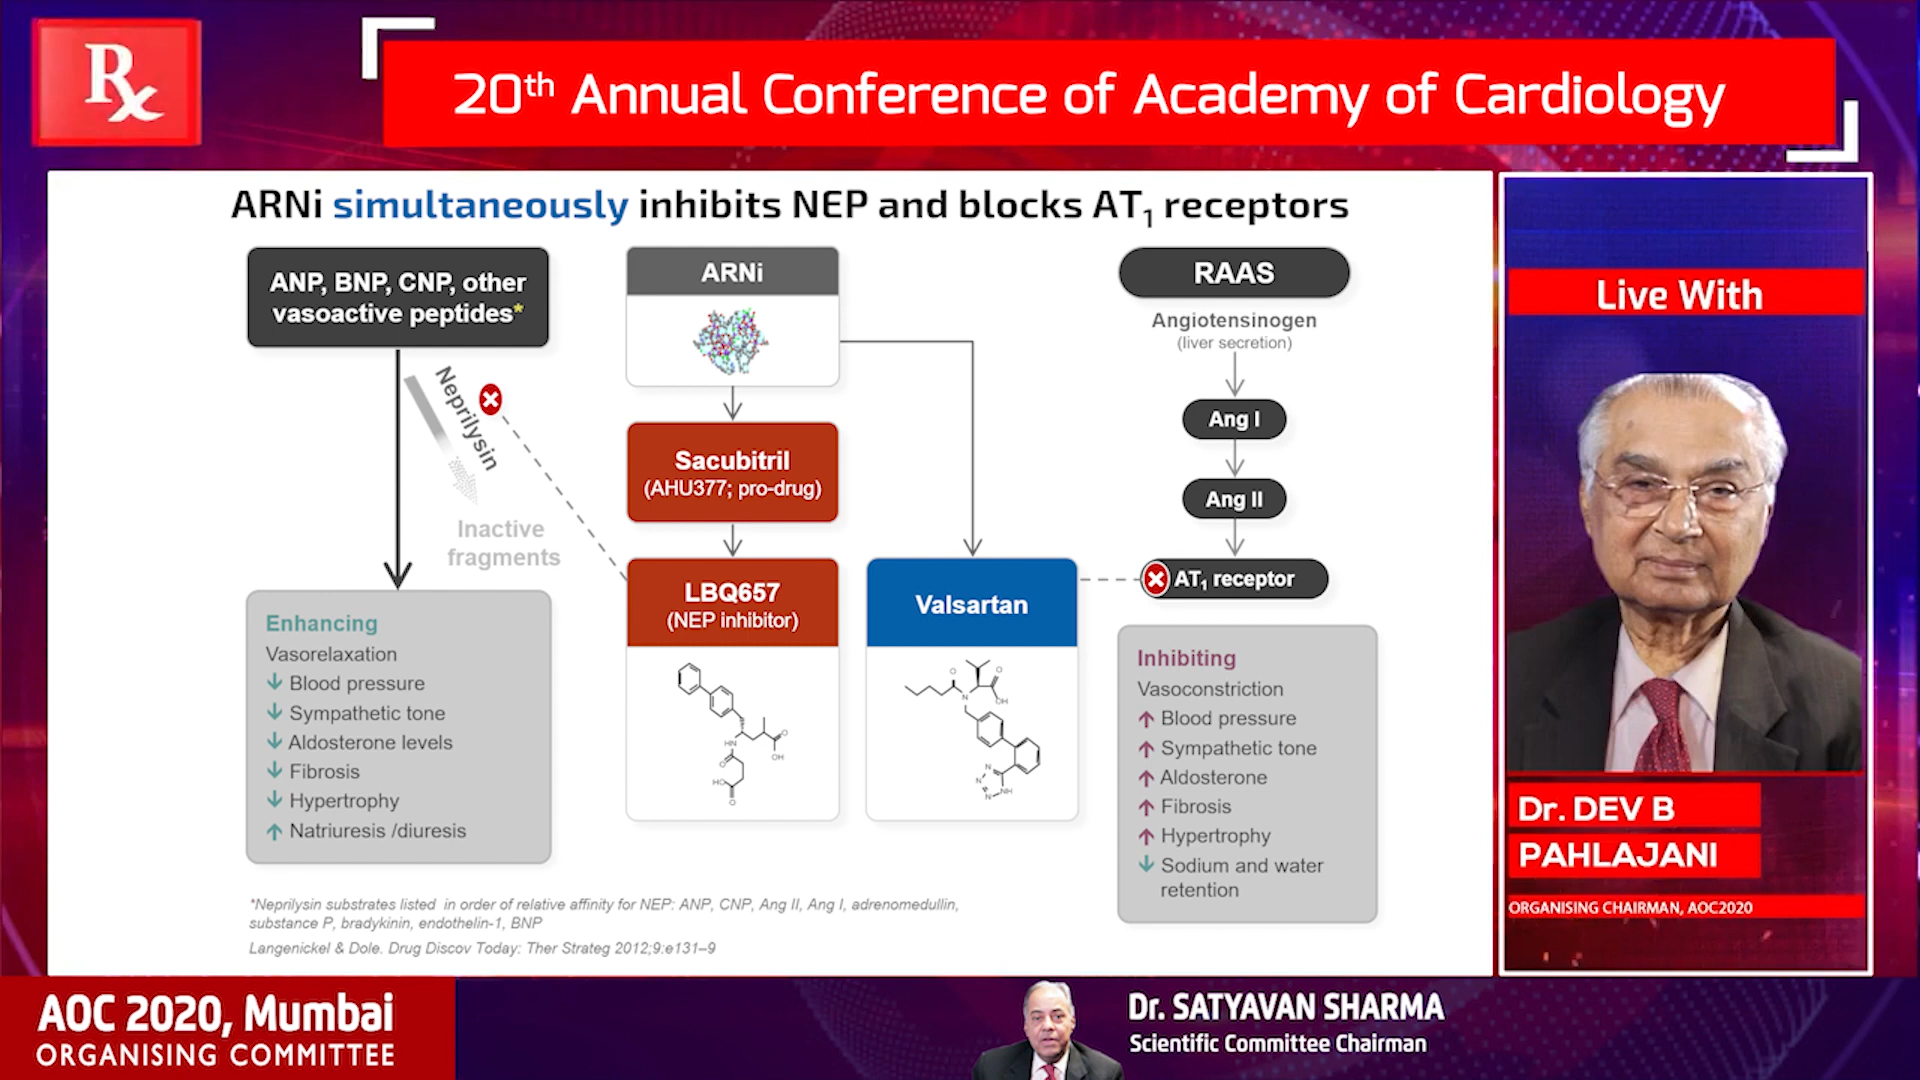 Rx
20th Annual Conference of Academy of Cardiology
ARNi simultaneously inhibits NEP and blocks AT1 receptors
ANP, BNP, CNP, other
vasoactive peptides*
Neprilysin
Inactive
fragments
Enhancing
Vasorelaxation
↓ Blood pressure
↓ Sympathetic tone
↓ Aldosterone levels
↓ Fibrosis
↓ Hypertrophy
↑ Natriuresis /diuresis
ARNi
Sacubitril
(AHU377; pro-drug)
LBQ657
(NEP inhibitor)
HN
O
OH
O
HO
O
Valsartan
O
O
N
OH
N
N
N
NH
RAAS
Angiotensinogen
(liver secretion)
Ang I
Ang II
AT1 receptor
Inhibiting
Vasoconstriction
↑ Blood pressure
↑ Sympathetic tone
↑ Aldosterone
↑ Fibrosis
↑ Hypertrophy
↓ Sodium and water
retention
*Neprilysin substrates listed in order of relative affinity for NEP: ANP, CNP, Ang II, Ang I, adrenomedullin,
substance P, bradykinin, endothelin-1, BNP
Langenickel & Dole. Drug Discov Today: Ther Strateg 2012;9:e131–9
Live With
Dr. DEV B
PAHLAJANI
ORGANISING CHAIRMAN, AOC2020
AOC 2020, Mumbai
ORGANISING COMMITTEE
Dr. SATYAVAN SHARMA
Scientific Committee Chairman